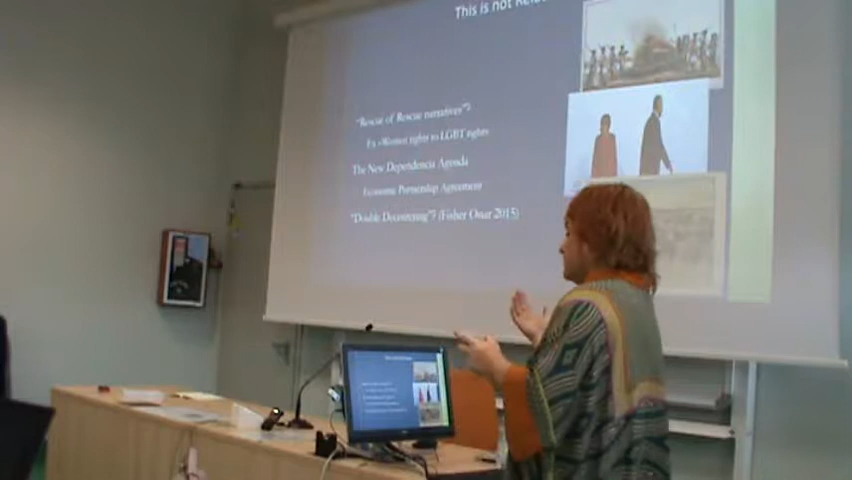 This is not
"Rescue of Rescue narratives"?
Ex >Women rights to LGBT rights
The New Dependencia Agenda
Economic Partnership Agreement
"Double Decentering"? (Fisher Onar 2015)